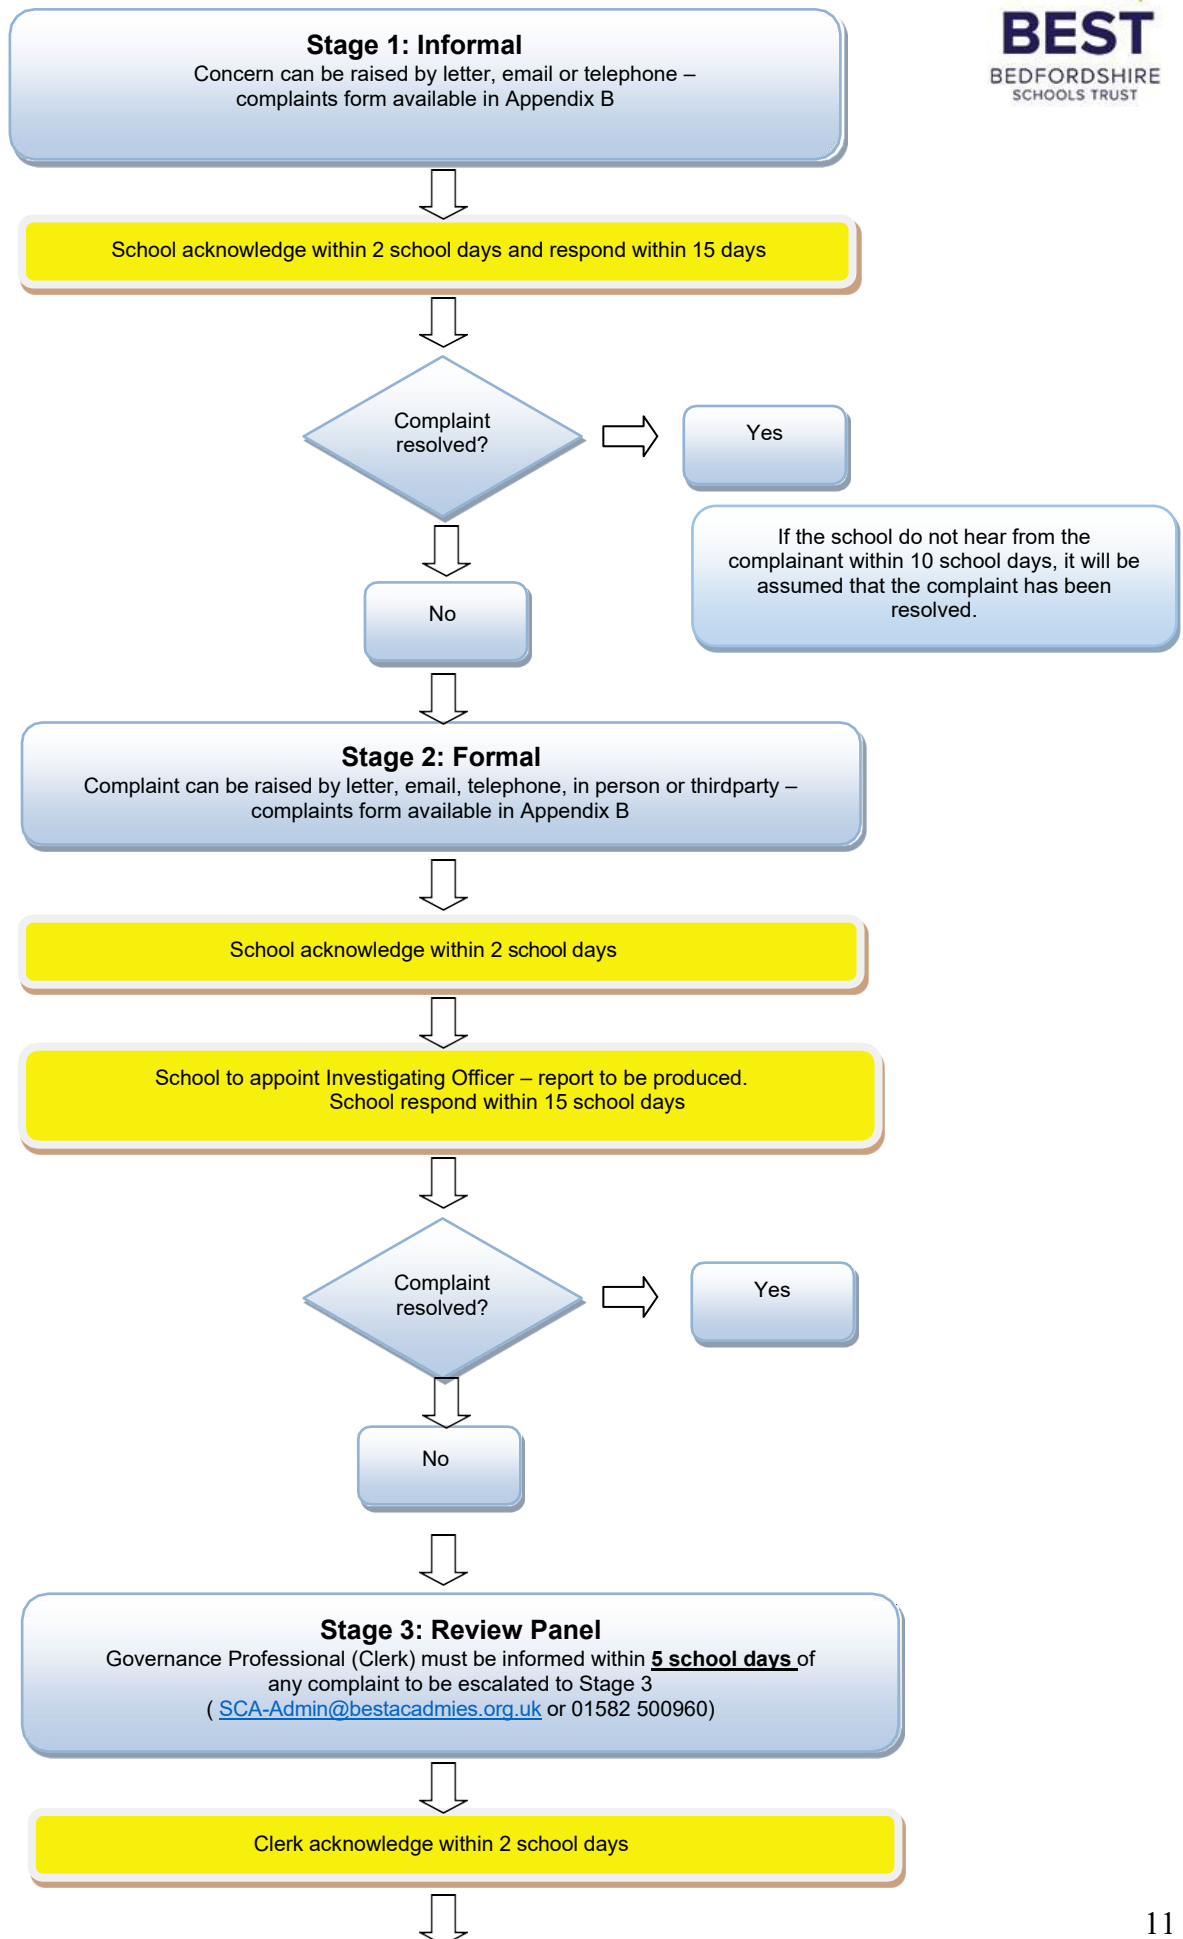 BEST
BEDFORDSHIRE
SCHOOLS TRUST
Stage 1: Informal
Concern can be raised by letter, email or telephone –
complaints form available in Appendix B
School acknowledge within 2 school days and respond within 15 days
Complaint
resolved?
Yes
If the school do not hear from the
complainant within 10 school days, it will be
assumed that the complaint has been
resolved.
No
Stage 2: Formal
Complaint can be raised by letter, email, telephone, in person or thirdparty –
complaints form available in Appendix B
School acknowledge within 2 school days
School to appoint Investigating Officer – report to be produced.
School respond within 15 school days
Complaint
resolved?
Yes
No
Stage 3: Review Panel
Governance Professional (Clerk) must be informed within 5 school days of
any complaint to be escalated to Stage 3
( SCA-Admin@bestacadmies.org.uk or 01582 500960)
Clerk acknowledge within 2 school days
11